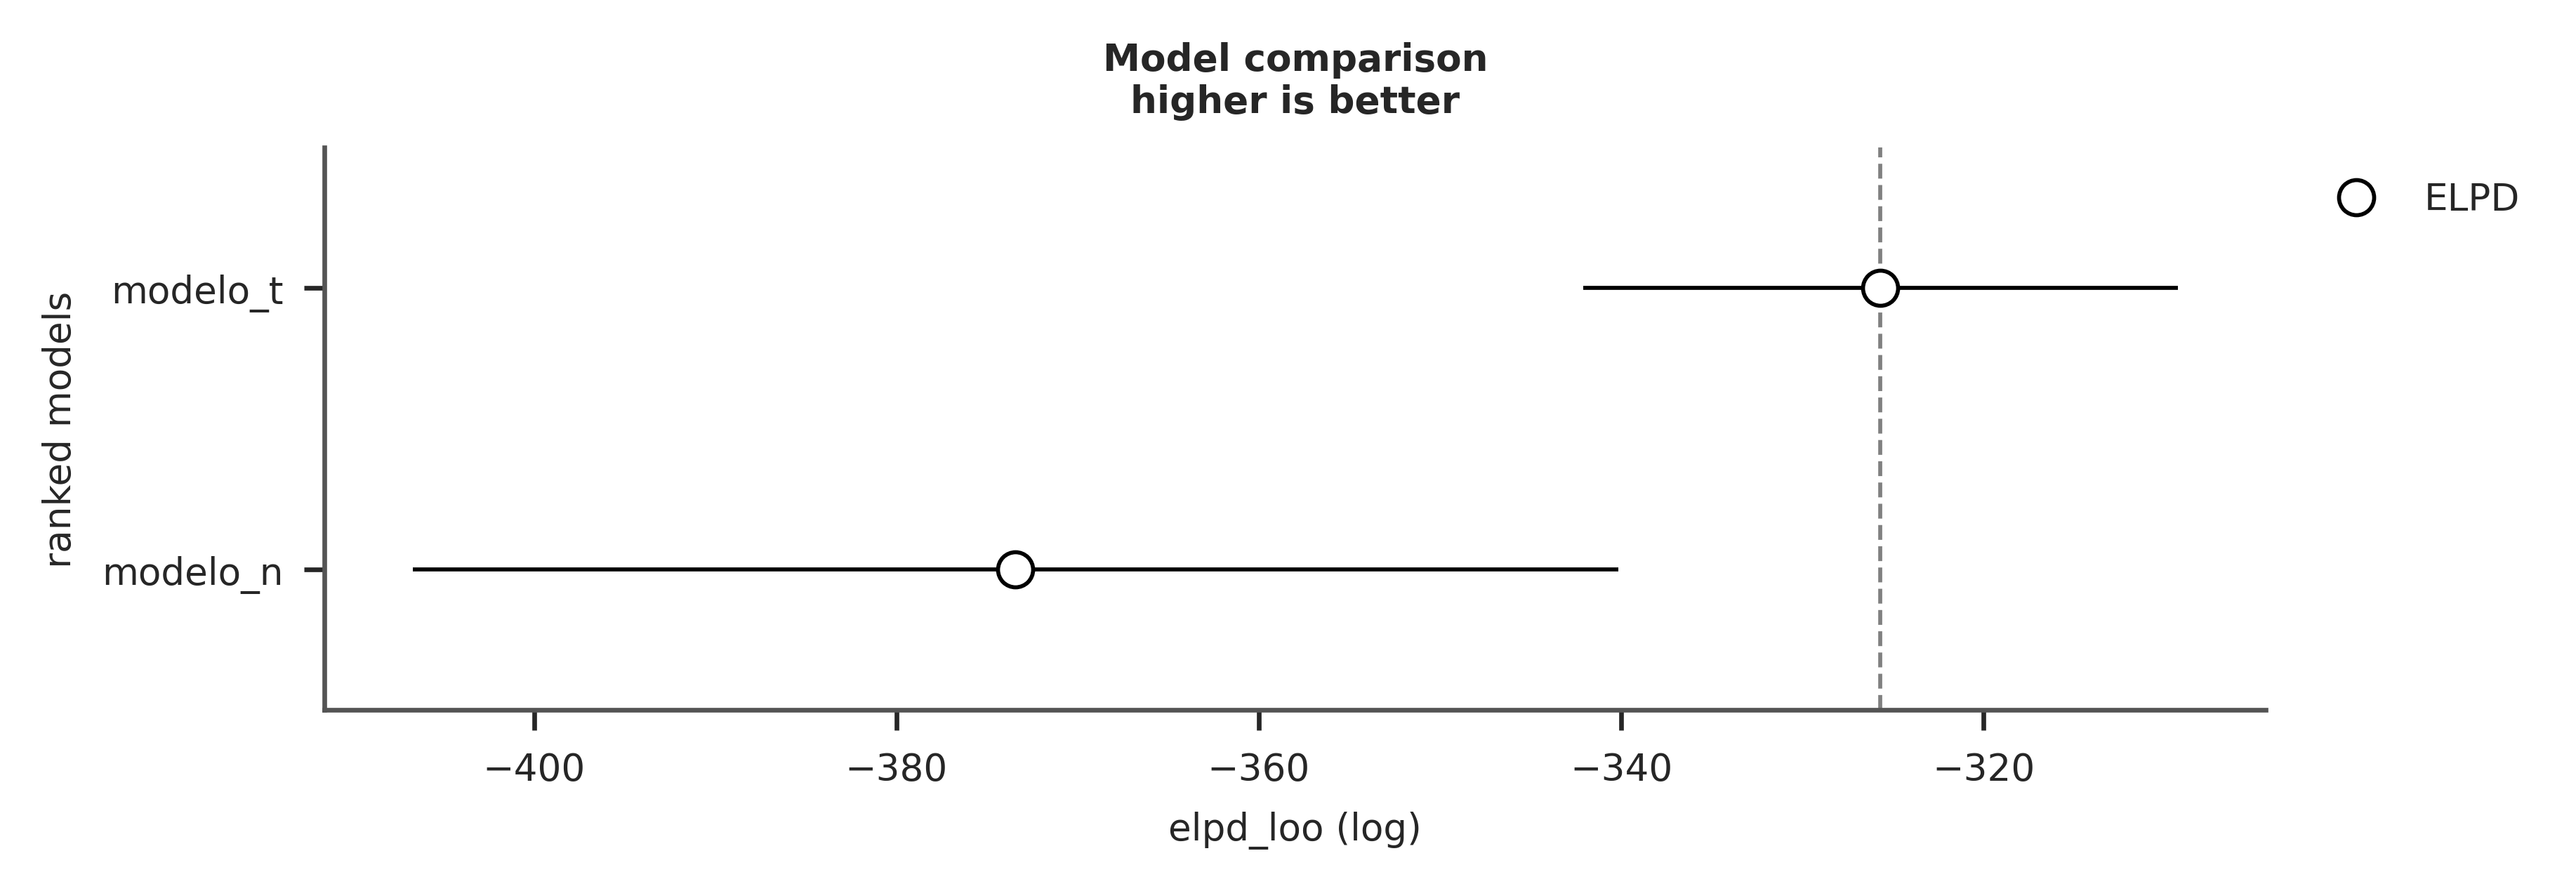 Model comparison
higher is better
ELPD
modelo_t
modelo_n
ranked models
−400
−380
−360
−340
−320
elpd_loo (log)